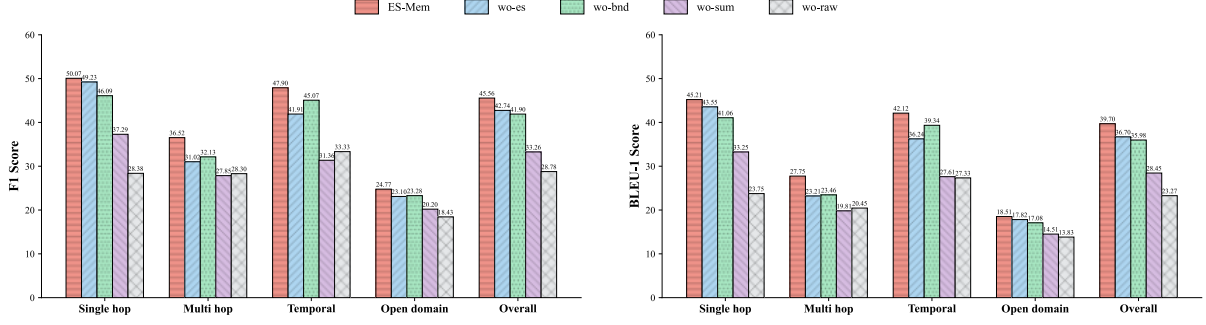 ES-Mem wo-es wo-bnd wo-sum wo-raw
F1 Score
60
50
40
30
20
10
0
50.07 49.23 46.09 37.29 28.38
36.52 31.02 32.13 27.85 28.30
47.90 41.91 45.07 31.36 33.33
24.77 23.10 23.28 20.20 18.43
45.56 42.74 41.90 33.26 28.78
Single hop Multi hop Temporal Open domain Overall
BLEU-1 Score
60
50
40
30
20
10
0
45.21 43.55 41.06 33.25 23.75
27.75 23.21 23.46 19.81 20.45
42.12 36.24 39.34 27.61 27.33
18.51 17.82 17.08 14.51 13.83
39.70 36.70 35.98 28.45 23.27
Single hop Multi hop Temporal Open domain Overall